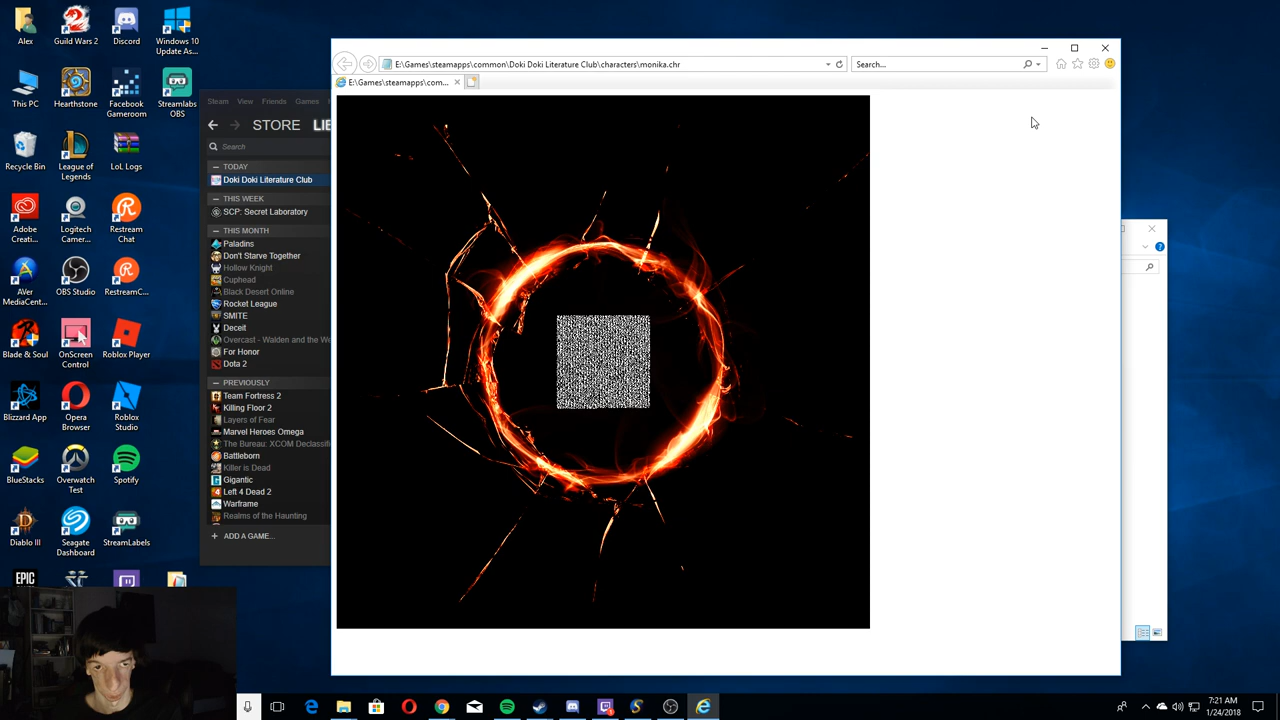 Alex
Guild Wars 2
Discord
Windows 10 Update As...
This PC
Hearthstone
Facebook Gameroom
Streamlabs OBS
Recycle Bin
League of Legends
LoL Logs
Adobe Creati...
Logitech Camer...
Restream Chat
AVer MediaCent...
OBS Studio
RestreamC...
Blade & Soul
OnScreen Control
Roblox Player
Blizzard App
Opera Browser
Roblox Studio
BlueStacks
Overwatch Test
Spotify
Diablo III
Seagate Dashboard
StreamLabels
EPIC
Steam View Friends Games
STORE
Search
TODAY
Doki Doki Literature Club
THIS WEEK
SCP: Secret Laboratory
THIS MONTH
Paladins
Don't Starve Together
Hollow Knight
Cuphead
Black Desert Online
Rocket League
SMITE
Deceit
Overcast - Walden and the We
For Honor
Dota 2
PREVIOUSLY
Team Fortress 2
Killing Floor 2
Layers of Fear
Marvel Heroes Omega
The Bureau: XCOM Declassifi
Battleborn
Killer is Dead
Gigantic
Left 4 Dead 2
Warframe
Realms of the Haunting
+ ADD A GAME...
E:\Games\steamapps\common\Doki Doki Literature Club\characters\monika.chr
Search...
E:\Games\steamapps\com...
7:21 AM
1/24/2018